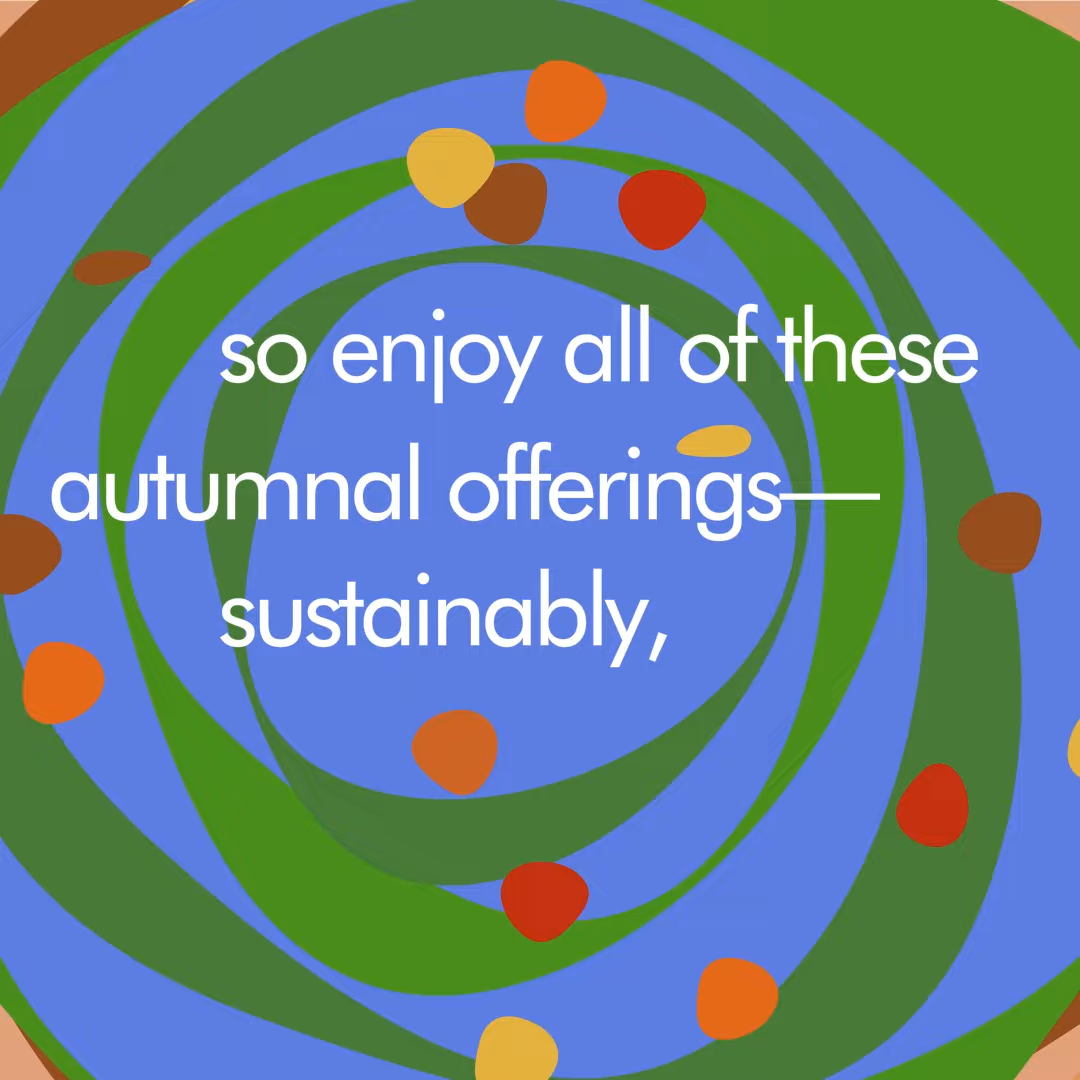 so enjoy all of these
autumnal offerings—
sustainably,